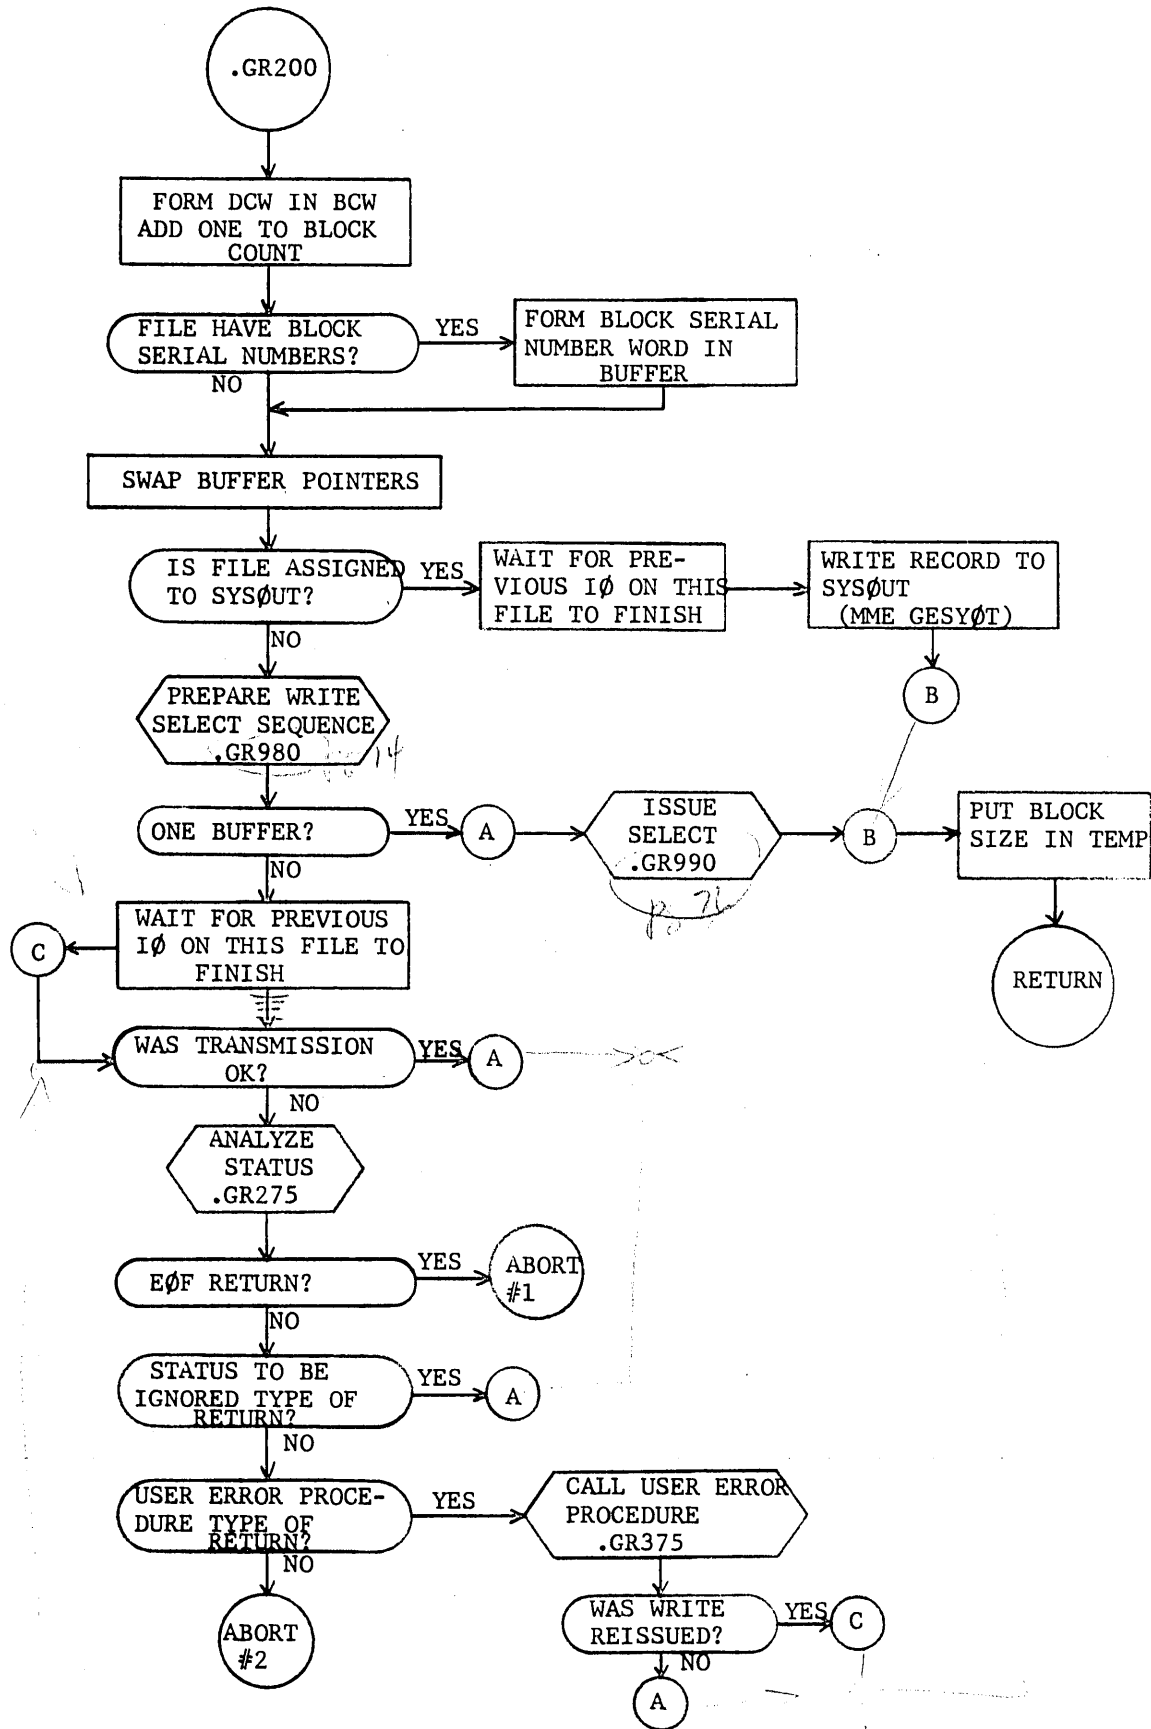 .GR200
FORM DCW IN BCW
ADD ONE TO BLOCK
COUNT
FILE HAVE BLOCK
SERIAL NUMBERS?
YES
FORM BLOCK SERIAL
NUMBER WORD IN
BUFFER
NO
SWAP BUFFER POINTERS
IS FILE ASSIGNED
TO SYSØUT?
YES
WAIT FOR PRE-
VIOUS IØ ON THIS
FILE TO FINISH
WRITE RECORD TO
SYSØUT
(MME GESYØT)
NO
B
PREPARE WRITE
SELECT SEQUENCE
.GR980
ONE BUFFER?
YES
A
ISSUE
SELECT
.GR990
B
PUT BLOCK
SIZE IN TEMP
NO
RETURN
WAIT FOR PREVIOUS
IØ ON THIS FILE TO
FINISH
C
WAS TRANSMISSION
OK?
YES
A
NO
ANALYZE
STATUS
.GR275
EØF RETURN?
YES
ABORT
#1
NO
STATUS TO BE
IGNORED TYPE OF
RETURN?
YES
A
NO
USER ERROR PROCE-
DURE TYPE OF
RETURN?
YES
CALL USER ERROR
PROCEDURE
.GR375
NO
ABORT
#2
WAS WRITE
REISSUED?
YES
C
NO
A